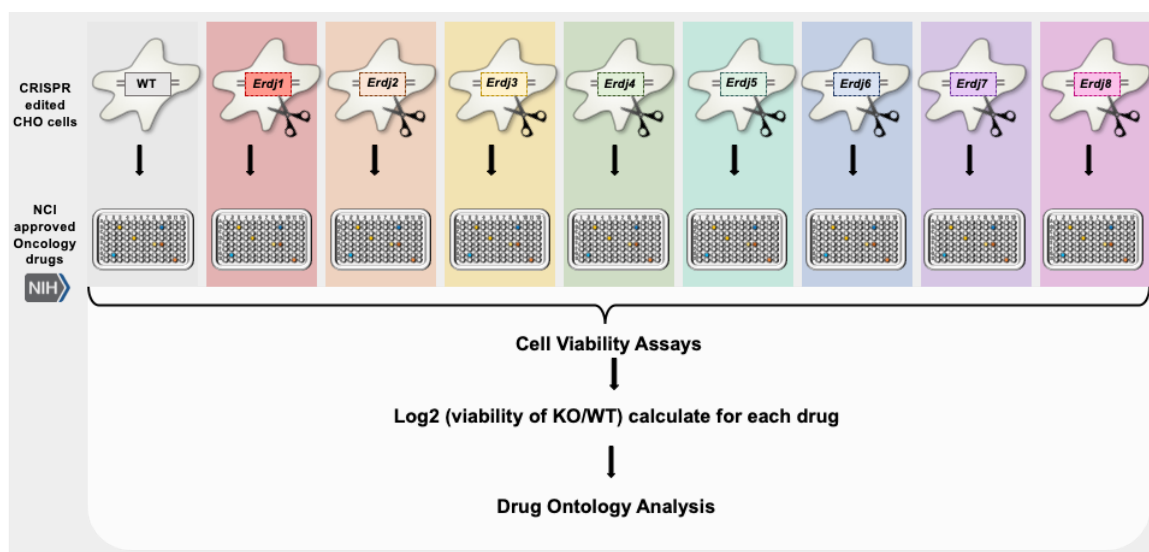 CRISPR
edited
CHO cells
WT
Erdj1
Erdj2
Erdj3
Erdj4
Erdj5
Erdj6
Erdj7
Erdj8
NCI
approved
Oncology
drugs
NIH
Cell Viability Assays
Log2 (viability of KO/WT) calculate for each drug
Drug Ontology Analysis